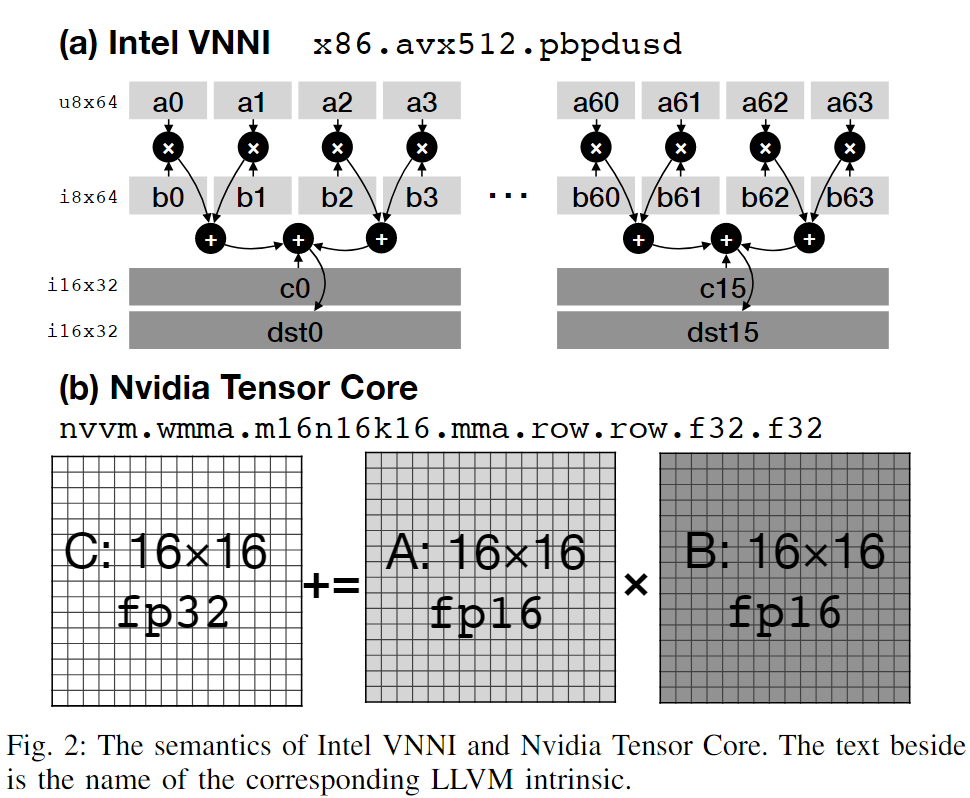 (a) Intel VNNI x86.avx512.pbpdusd
u8x64 a0 a1 a2 a3 a60 a61 a62 a63
× × × × × × × ×
i8x64 b0 b1 b2 b3 ... b60 b61 b62 b63
+ + + + + +
i16x32 c0 c15
i16x32 dst0 dst15
(b) Nvidia Tensor Core
nvvm.wmma.m16n16k16.mma.row.row.f32.f32
C: 16×16 A: 16×16 B: 16×16
+= ×
fp32 fp16 fp16
Fig. 2: The semantics of Intel VNNI and Nvidia Tensor Core. The text beside
is the name of the corresponding LLVM intrinsic.